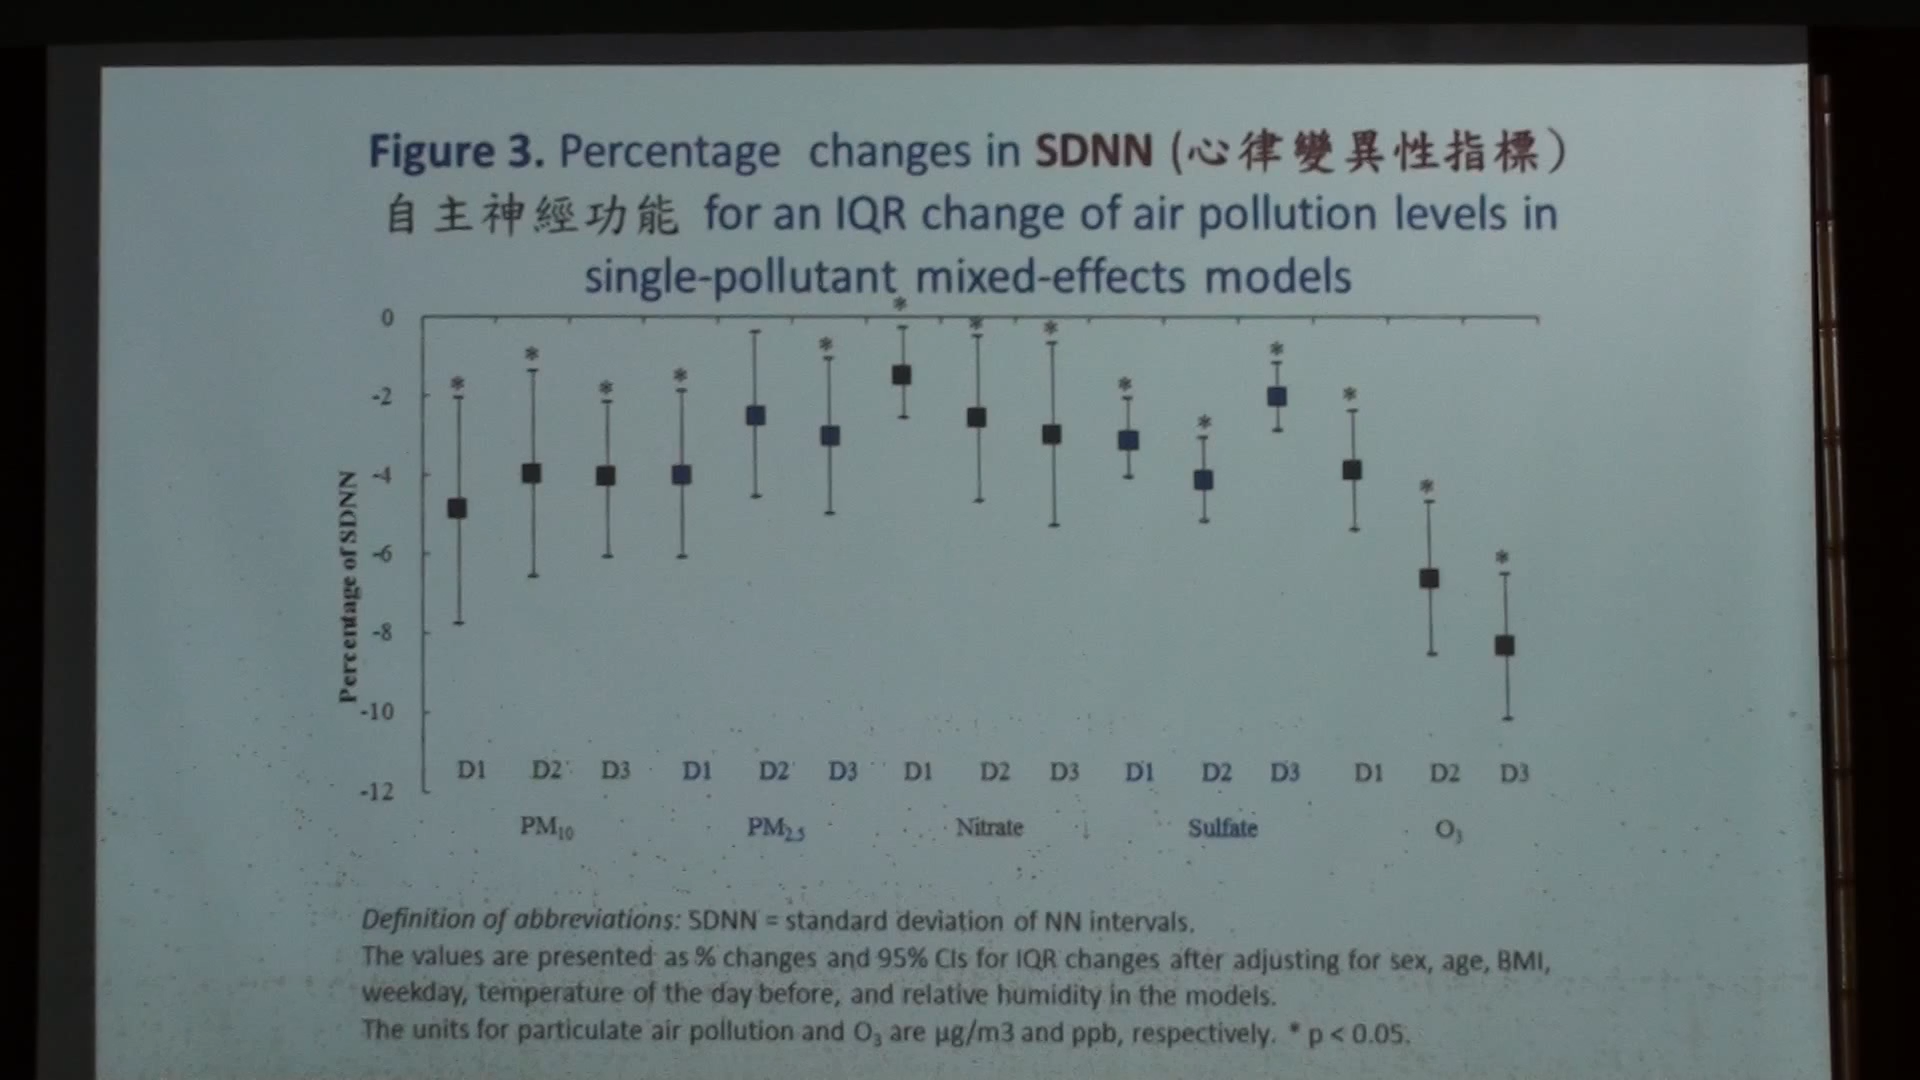 Figure 3. Percentage changes in SDNN (心律變異性指標)
自主神經功能 for an IQR change of air pollution levels in
single-pollutant mixed-effects models
Percentage of SDNN
0
-2
-4
-6
-8
-10
-12
* * * * * * * * * * * * * *
D1 D2 D3 D1 D2 D3 D1 D2 D3 D1 D2 D3 D1 D2 D3
PM10 PM2.5 Nitrate Sulfate O3
Definition of abbreviations: SDNN = standard deviation of NN intervals.
The values are presented as % changes and 95% CIs for IQR changes after adjusting for sex, age, BMI,
weekday, temperature of the day before, and relative humidity in the models.
The units for particulate air pollution and O3 are µg/m3 and ppb, respectively. * p < 0.05.